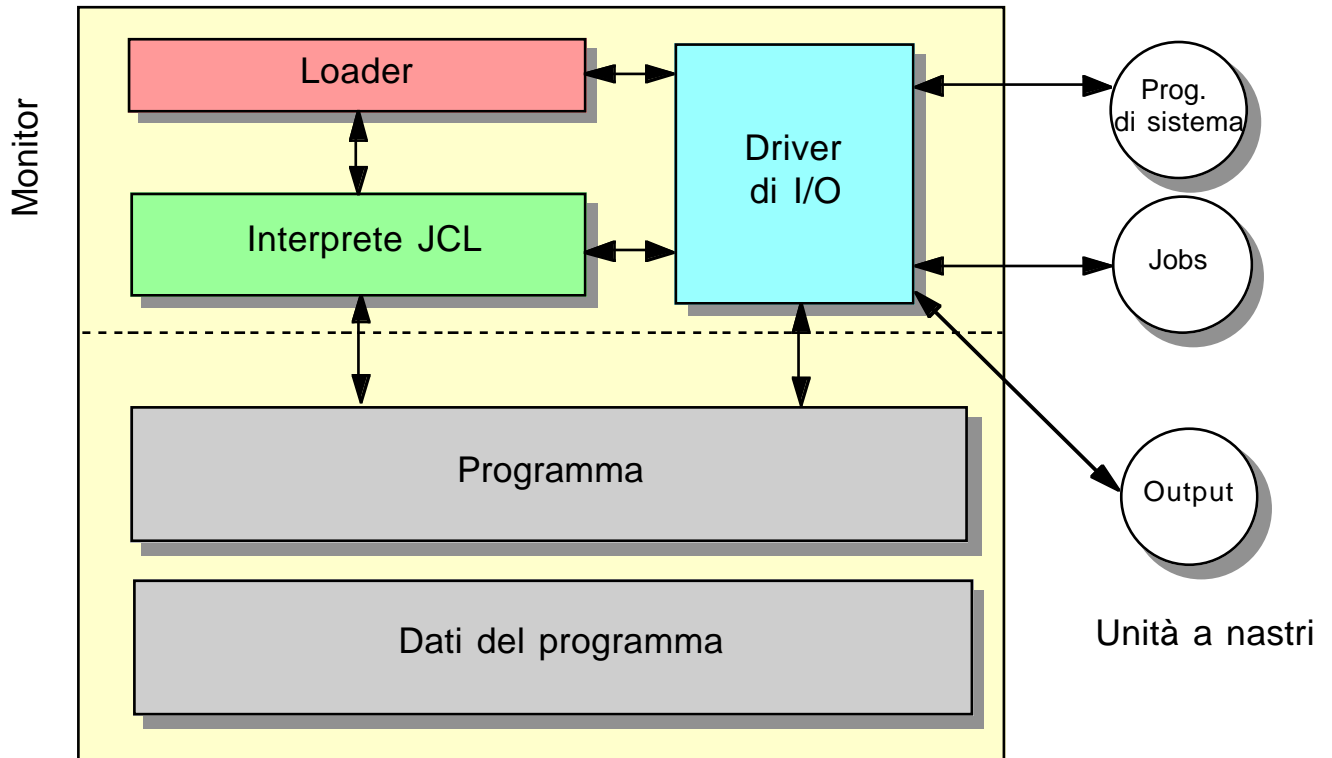 Monitor
Loader
Interprete JCL
Driver
di I/O
Prog.
di sistema
Jobs
Output
Unità a nastri
Programma
Dati del programma